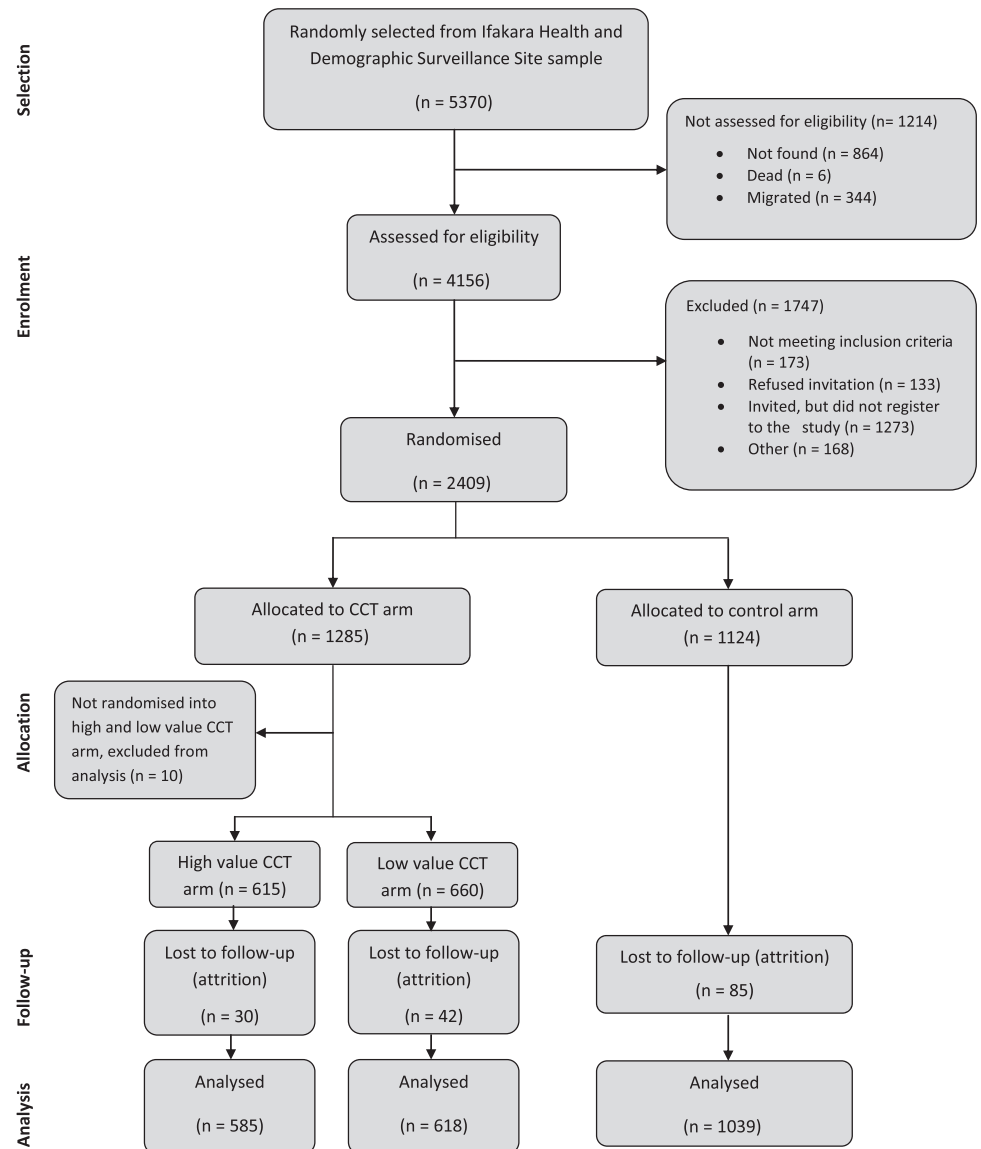 Selection
Randomly selected from Ifakara Health and
Demographic Surveillance Site sample
(n = 5370)
Not assessed for eligibility (n= 1214)
• Not found (n = 864)
• Dead (n = 6)
• Migrated (n = 344)
Enrolment
Assessed for eligibility
(n = 4156)
Excluded (n = 1747)
• Not meeting inclusion criteria
(n = 173)
• Refused invitation (n = 133)
• Invited, but did not register
to the study (n = 1273)
• Other (n = 168)
Randomised
(n = 2409)
Allocated to CCT arm
(n = 1285)
Allocated to control arm
(n = 1124)
Allocation
Not randomised into
high and low value CCT
arm, excluded from
analysis (n = 10)
High value CCT
arm (n = 615)
Low value CCT
arm (n = 660)
Follow-up
Lost to follow-up
(attrition)
(n = 30)
Lost to follow-up
(attrition)
(n = 42)
Lost to follow-up (attrition)
(n = 85)
Analysis
Analysed
(n = 585)
Analysed
(n = 618)
Analysed
(n = 1039)